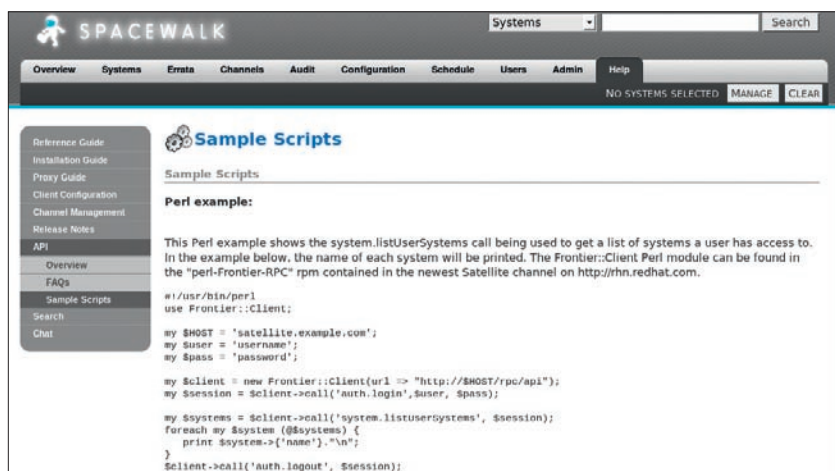 SPACEWALK
Systems
Search
Overview Systems Errata Channels Audit Configuration Schedule Users Admin Help
NO SYSTEMS SELECTED MANAGE CLEAR
Reference Guide
Installation Guide
Proxy Guide
Client Configuration
Channel Management
Release Notes
API
Overview
FAQs
Sample Scripts
Search
Chat
Sample Scripts
Sample Scripts
Perl example:
This Perl example shows the system.listUserSystems call being used to get a list of systems a user has access to.
In the example below, the name of each system will be printed. The Frontier::Client Perl module can be found in
the "perl-Frontier-RPC" rpm contained in the newest Satellite channel on http://rhn.redhat.com.
#!/usr/bin/perl
use Frontier::Client;
my $HOST = 'satellite.example.com';
my $user = 'username';
my $pass = 'password';
my $client = new Frontier::Client(url => "http://$HOST/rpc/api");
my $session = $client->call('auth.login',$user, $pass);
my $systems = $client->call('system.listUserSystems', $session);
foreach my $system (@$systems) {
print $system->{'name'}."\n";
}
$client->call('auth.logout', $session);